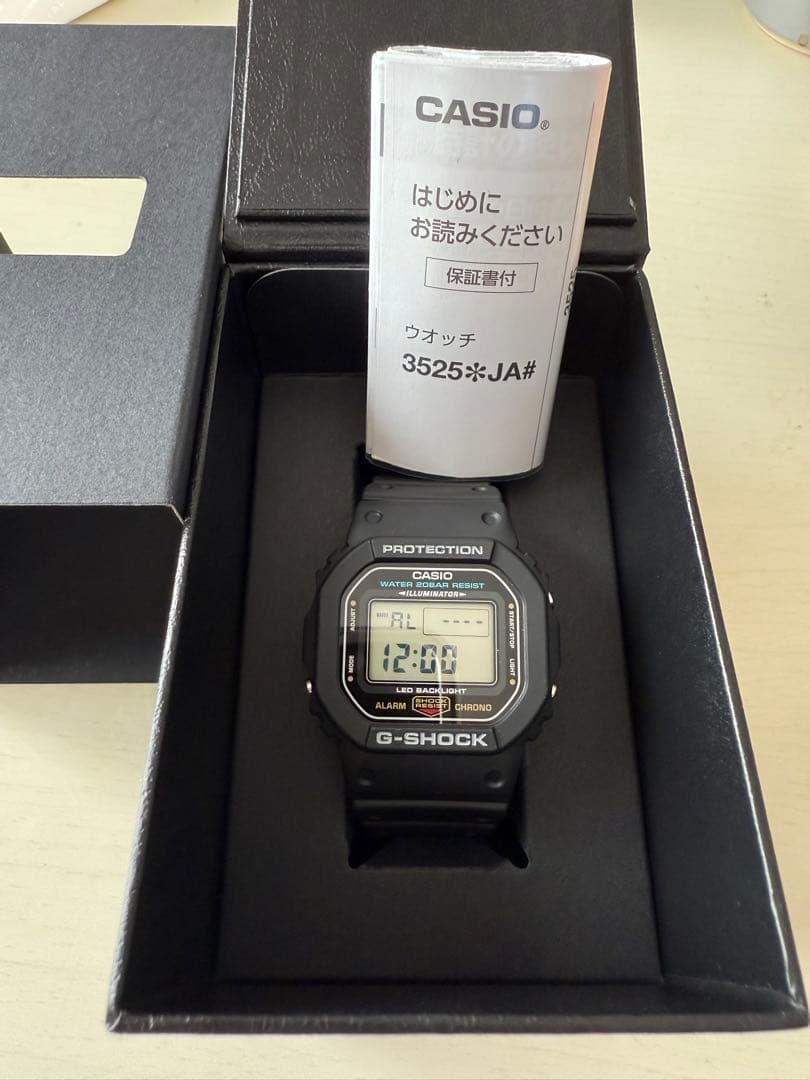 CASIO®
はじめに
お読みください
保証書付
ウオッチ
3525✻JA#
3525
PROTECTION
CASIO
WATER 20BAR RESIST
ILLUMINATOR
ADJUST
MODE
START/STOP
LIGHT
AL ----
12:00
LED BACKLIGHT
ALARM SHOCK RESIST CHRONO
G-SHOCK